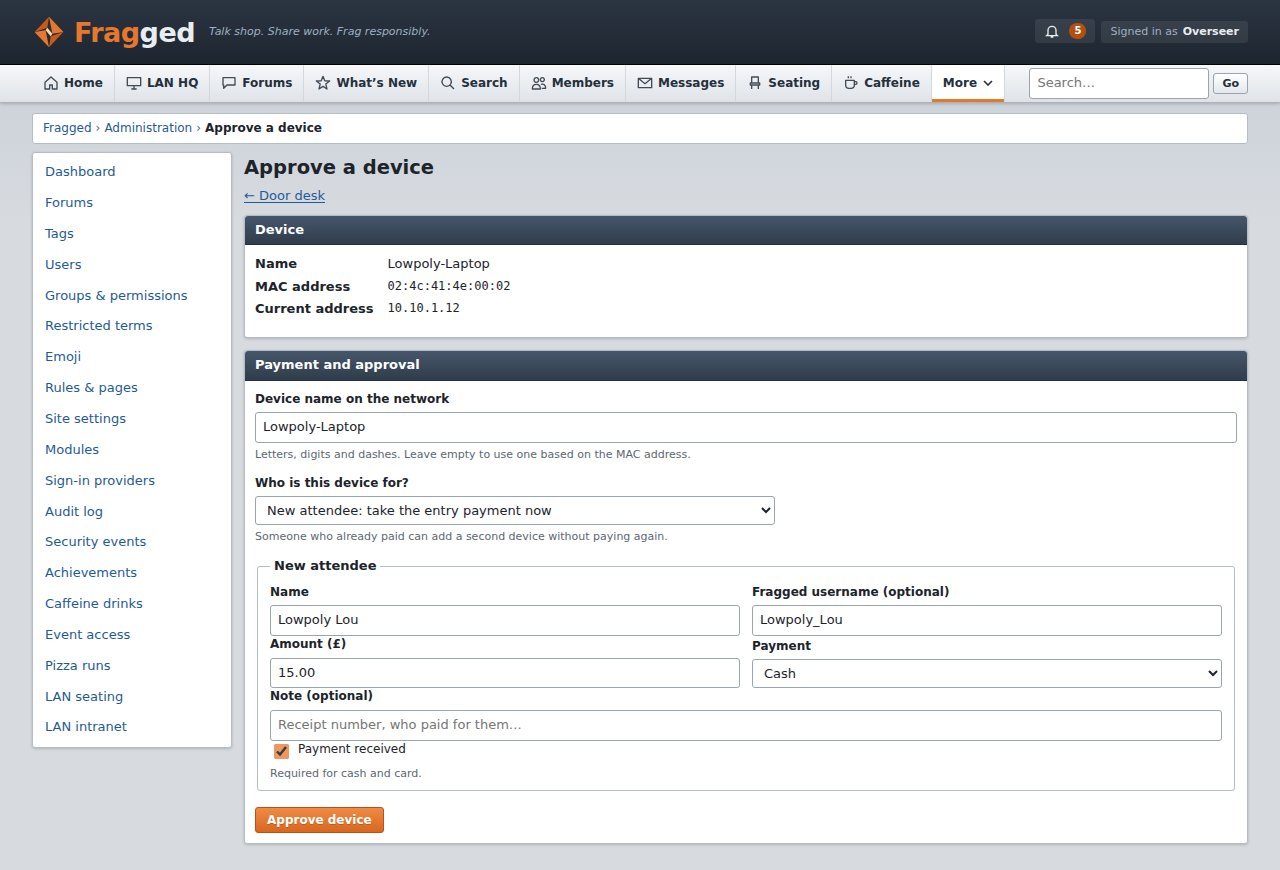 Fragged Talk shop. Share work. Frag responsibly. 5 Signed in as Overseer
Home LAN HQ Forums What’s New Search Members Messages Seating Caffeine More Search… Go
Fragged › Administration › Approve a device
Dashboard
Forums
Tags
Users
Groups & permissions
Restricted terms
Emoji
Rules & pages
Site settings
Modules
Sign-in providers
Audit log
Security events
Achievements
Caffeine drinks
Event access
Pizza runs
LAN seating
LAN intranet
Approve a device
← Door desk
Device
Name Lowpoly-Laptop
MAC address 02:4c:41:4e:00:02
Current address 10.10.1.12
Payment and approval
Device name on the network
Lowpoly-Laptop
Letters, digits and dashes. Leave empty to use one based on the MAC address.
Who is this device for?
New attendee: take the entry payment now
Someone who already paid can add a second device without paying again.
New attendee
Name Fragged username (optional)
Lowpoly Lou Lowpoly_Lou
Amount (£) Payment
15.00 Cash
Note (optional)
Receipt number, who paid for them…
Payment received
Required for cash and card.
Approve device